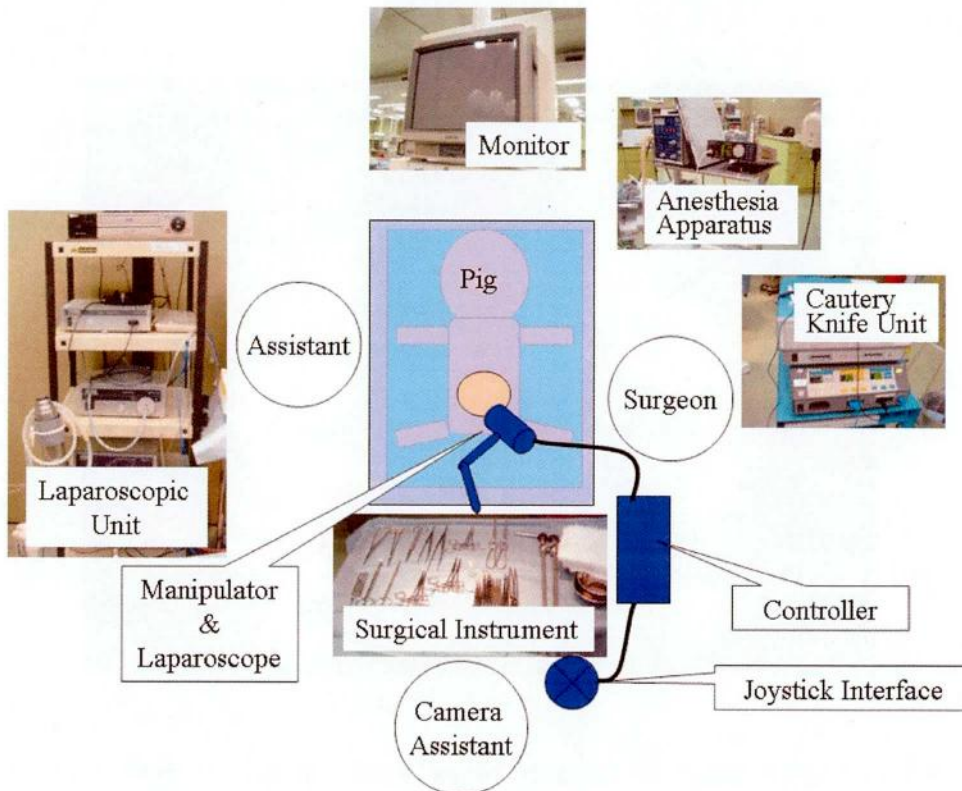 Monitor
Anesthesia
Apparatus
Pig
Cautery
Knife Unit
Assistant
Surgeon
Laparoscopic
Unit
Manipulator
&
Laparoscope
Surgical Instrument
Controller
Joystick Interface
Camera
Assistant